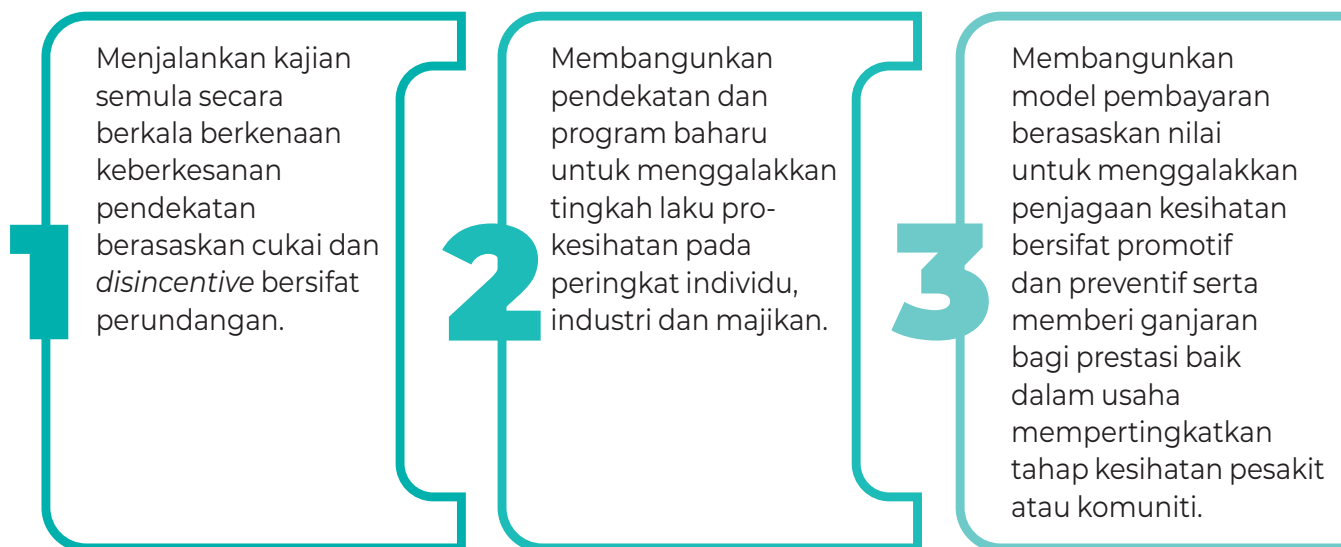 1
Menjalankan kajian
semula secara
berkala berkenaan
keberkesanan
pendekatan
berasaskan cukai dan
disincentive bersifat
perundangan.
2
Membangunkan
pendekatan dan
program baharu
untuk menggalakkan
tingkah laku pro-
kesihatan pada
peringkat individu,
industri dan majikan.
3
Membangunkan
model pembayaran
berasaskan nilai
untuk menggalakkan
penjagaan kesihatan
bersifat promotif
dan preventif serta
memberi ganjaran
bagi prestasi baik
dalam usaha
mempertingkatkan
tahap kesihatan pesakit
atau komuniti.